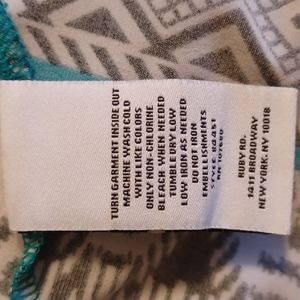 TURN GARMENT INSIDE OUT
MACHINE WASH COLD
WITH LIKE COLORS
ONLY NON-CHLORINE
BLEACH WHEN NEEDED
TUMBLE DRY LOW
LOW IRON AS NEEDED
DO NOT IRON
EMBELLISHMENTS
STYLE
RUBY RD.
1411 BROADWAY
NEW YORK, NY 10018